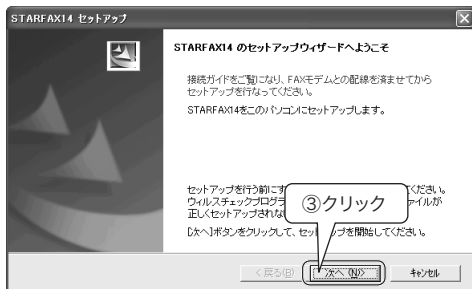 STARFAX14 セットアップ
STARFAX14 のセットアップウィザードへようこそ
接続ガイドをご覧になり、FAXモデムとの配線を済ませてから
セットアップを行なってください。
STARFAX14をこのパソコンにセットアップします。
セットアップを行う前にす ください。
ウィルスチェックプログラ ァイルが
正しくセットアップされな
[次へ]ボタンをクリックして、セットアップを開始してください。
③クリック
< 戻る(B) 次へ (N)> キャンセル